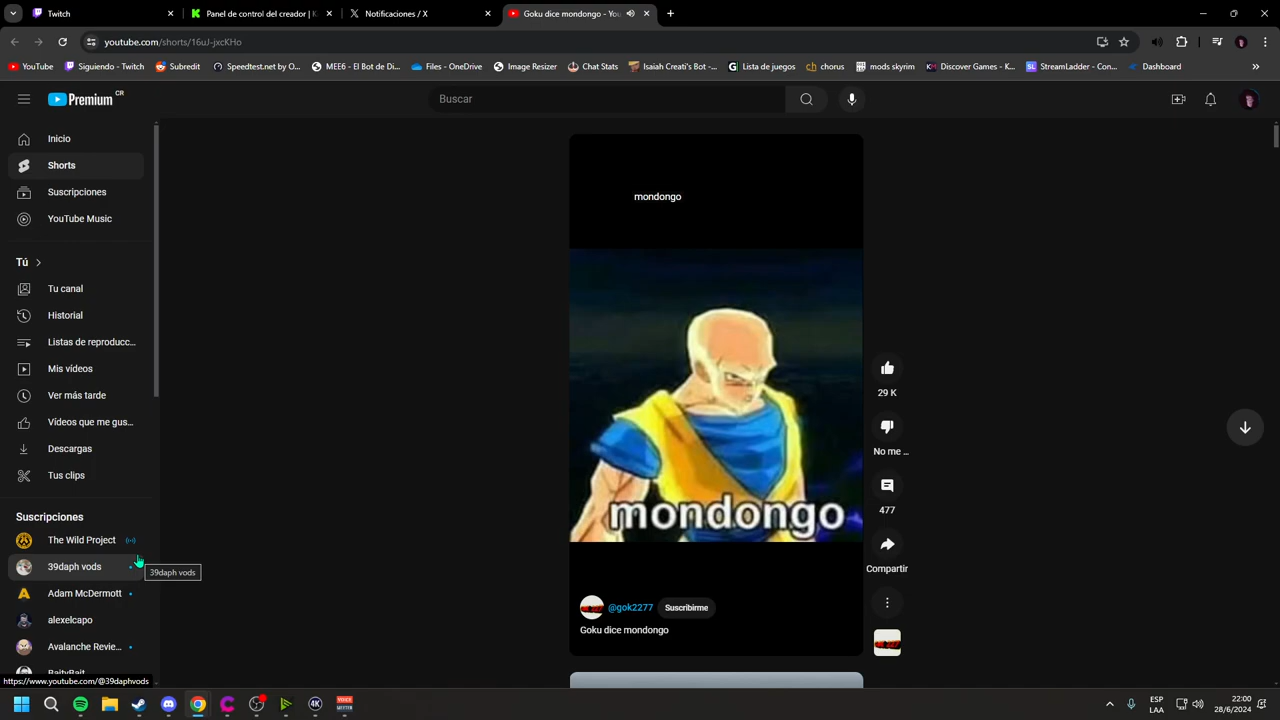 Twitch
Panel de control del creador | K
Notificaciones / X
Goku dice mondongo - You
youtube.com/shorts/16uJ-jxcKHo
YouTube
Siguiendo - Twitch
Subredit
Speedtest.net by O...
MEE6 - El Bot de Di...
Files - OneDrive
Image Resizer
Chat Stats
Isaiah Creati's Bot -...
Lista de juegos
chorus
mods skyrim
Discover Games - K...
StreamLadder - Con...
Dashboard
Premium CR
Buscar
Inicio
Shorts
Suscripciones
YouTube Music
Tú
Tu canal
Historial
Listas de reproducc...
Mis vídeos
Ver más tarde
Vídeos que me gus...
Descargas
Tus clips
Suscripciones
The Wild Project
39daph vods
39daph vods
Adam McDermott
alexelcapo
Avalanche Revie...
BaityBait
https://www.youtube.com/@39daphvods
mondongo
mondongo
@gok2277
Suscribirme
Goku dice mondongo
29 K
No me ...
477
Compartir
ESP
LAA
22:00
28/6/2024